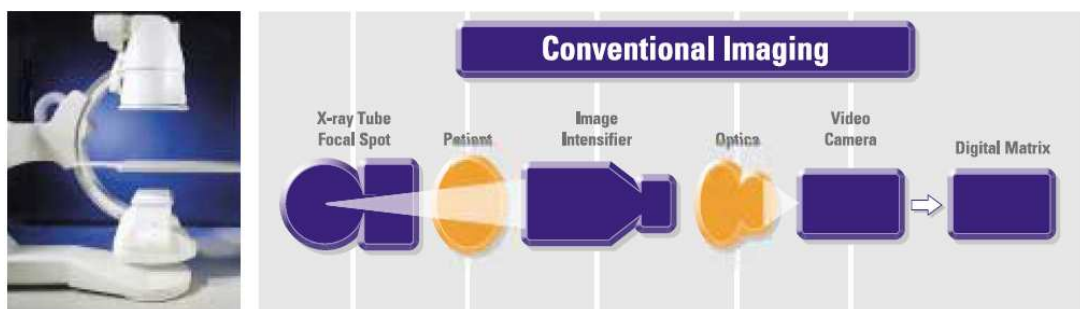 Conventional Imaging
X-ray Tube
Focal Spot
Patient
Image
Intensifier
Optics
Video
Camera
Digital Matrix